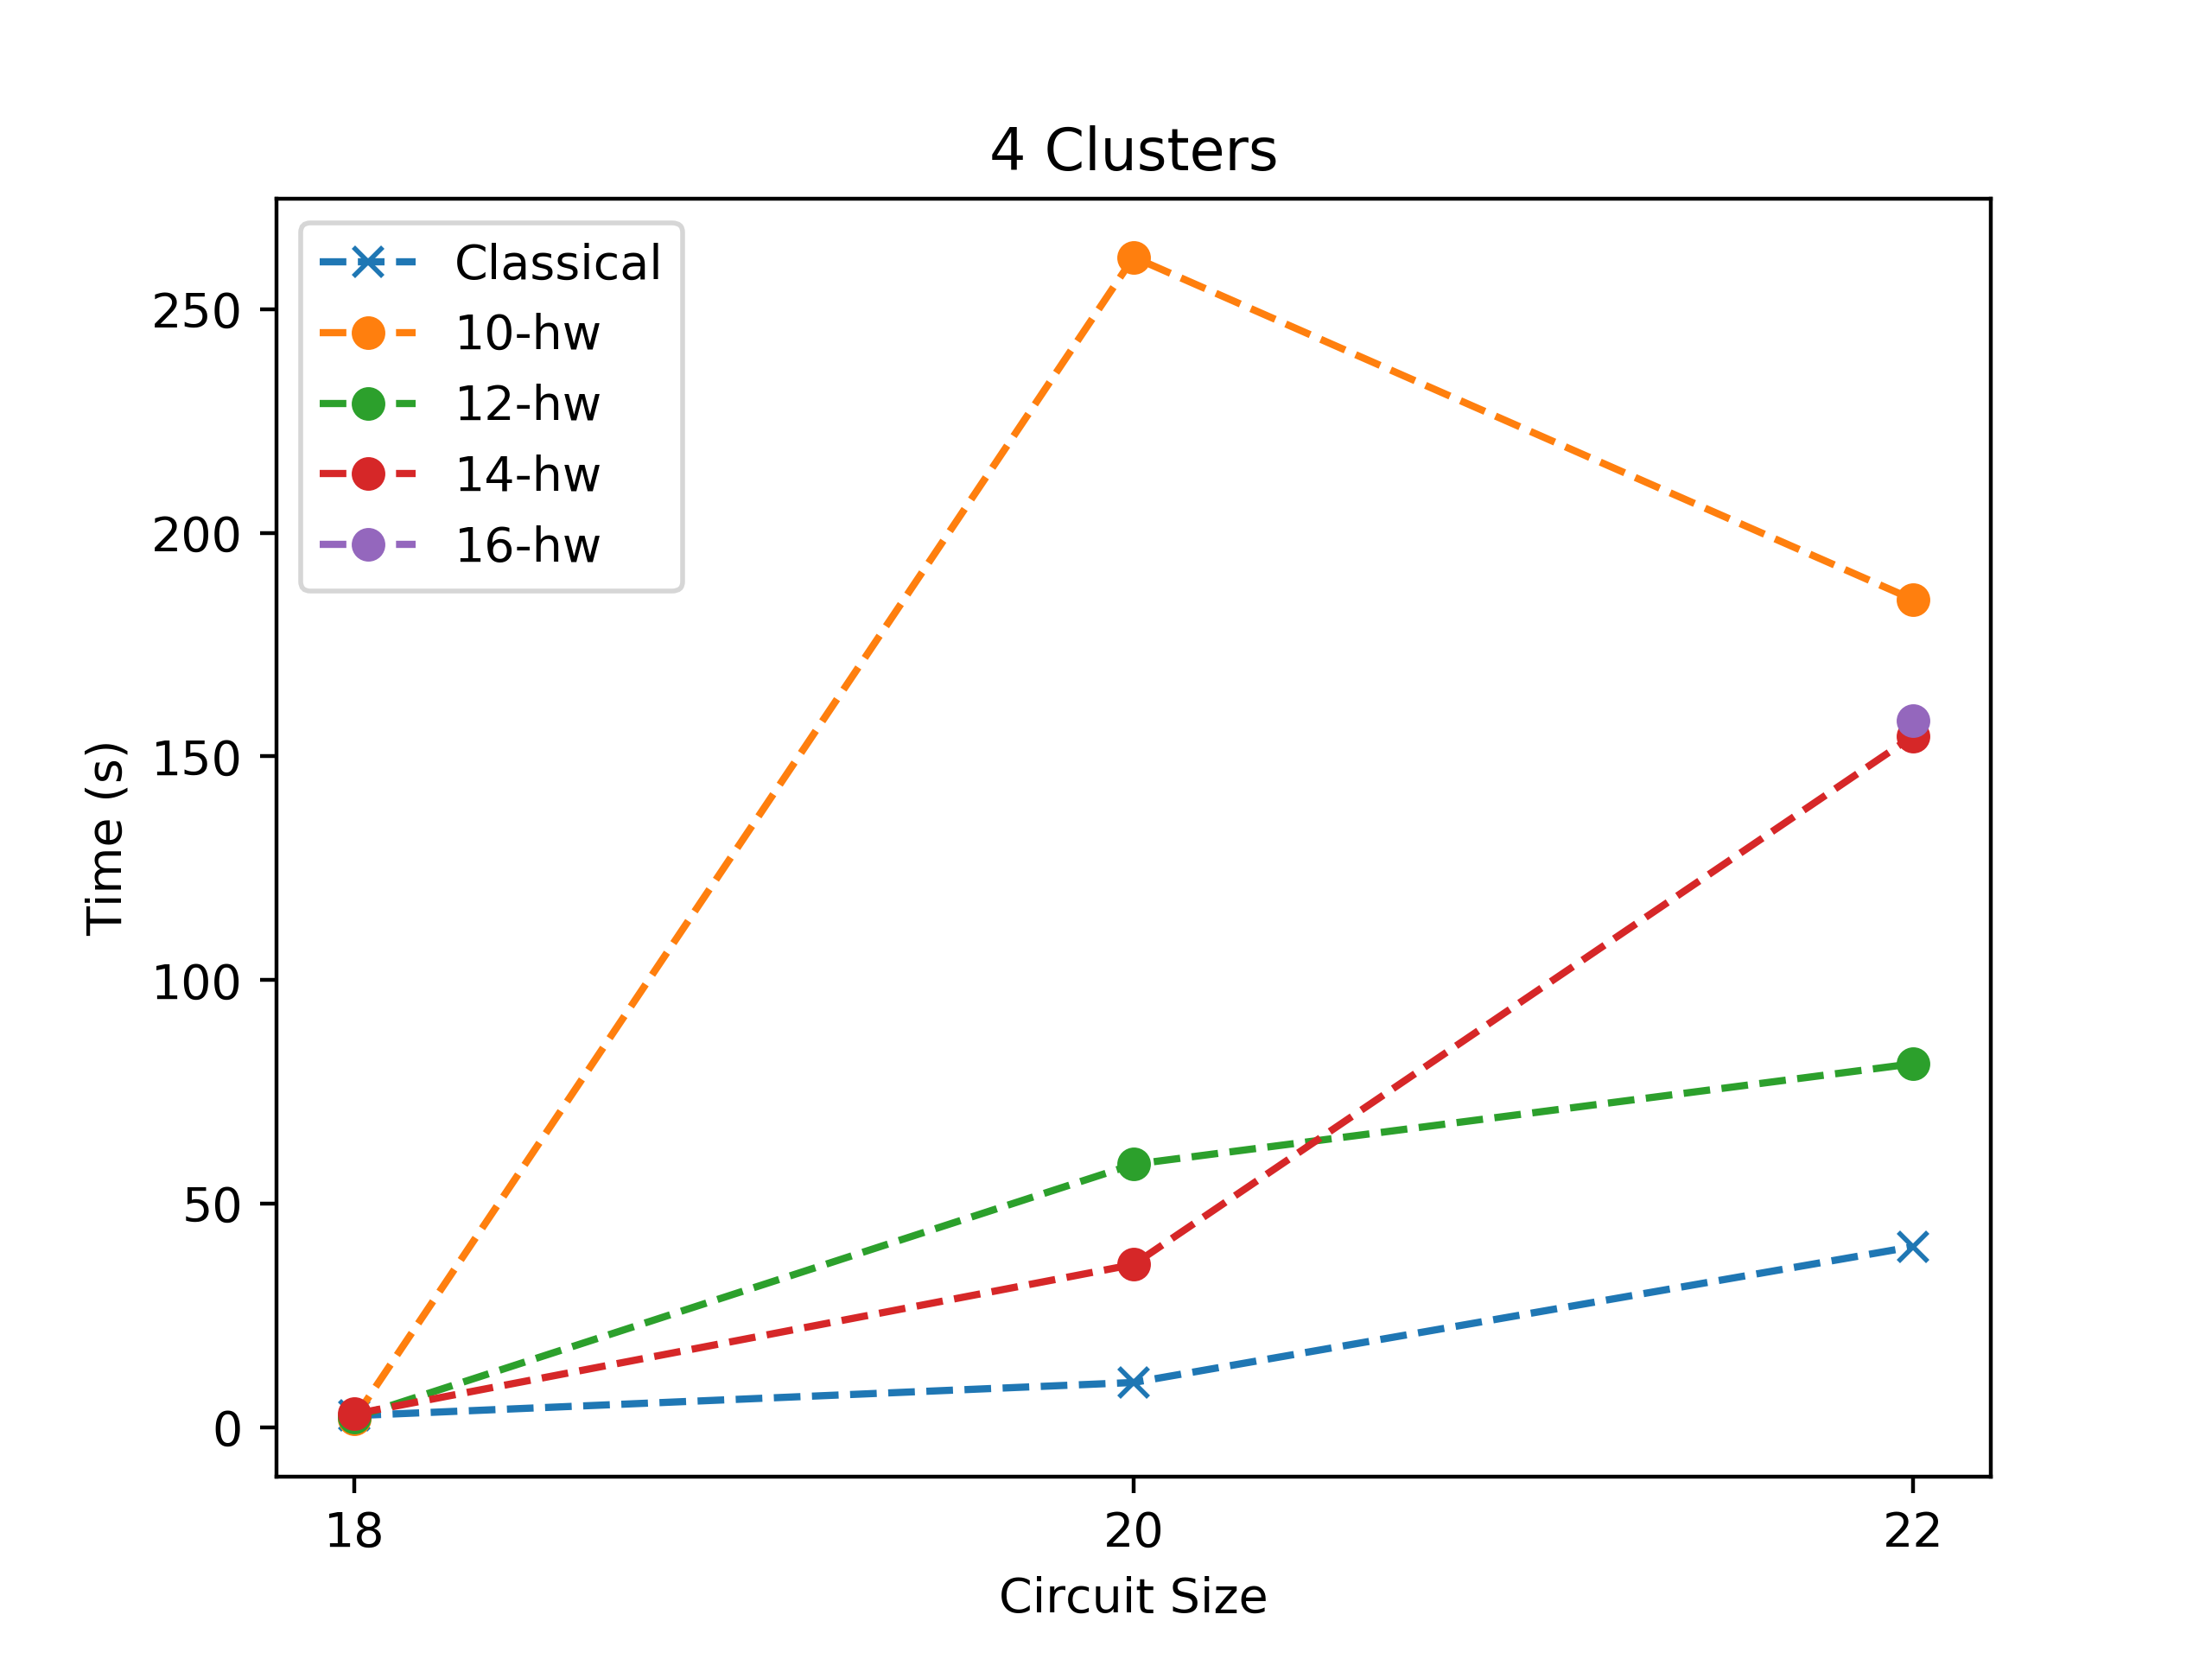 4 Clusters
Classical
10-hw
12-hw
14-hw
16-hw
250
200
150
100
50
0
Time (s)
18 20 22
Circuit Size